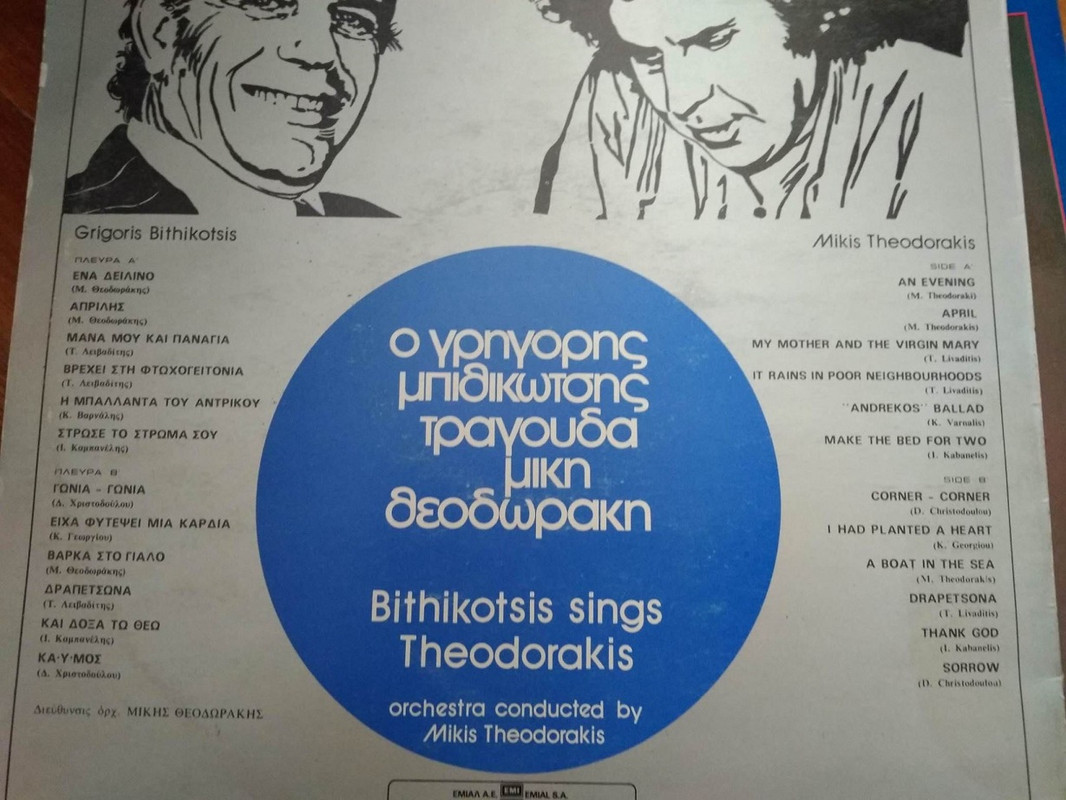 Grigoris Bithikotsis
ΠΛΕΥΡΑ Α'
ΕΝΑ ΔΕΙΛΙΝΟ
(Μ. Θεοδωράκης)
ΑΠΡΙΛΗΣ
(Μ. Θεοδωράκης)
ΜΑΝΑ ΜΟΥ ΚΑΙ ΠΑΝΑΓΙΑ
(Τ. Λειβαδίτης)
ΒΡΕΧΕΙ ΣΤΗ ΦΤΩΧΟΓΕΙΤΟΝΙΑ
(Τ. Λειβαδίτης)
Η ΜΠΑΛΛΑΝΤΑ ΤΟΥ ΑΝΤΡΙΚΟΥ
(Κ. Βαρνάλης)
ΣΤΡΩΣΕ ΤΟ ΣΤΡΩΜΑ ΣΟΥ
(Ι. Καμπανέλης)
ΠΛΕΥΡΑ Β'
ΓΩΝΙΑ - ΓΩΝΙΑ
(Δ. Χριστοδούλου)
ΕΙΧΑ ΦΥΤΕΨΕΙ ΜΙΑ ΚΑΡΔΙΑ
(Κ. Γεωργίου)
ΒΑΡΚΑ ΣΤΟ ΓΙΑΛΟ
(Μ. Θεοδωράκης)
ΔΡΑΠΕΤΣΩΝΑ
(Τ. Λειβαδίτης)
ΚΑΙ ΔΟΞΑ ΤΩ ΘΕΩ
(Ι. Καμπανέλης)
ΚΑ·Υ·ΜΟΣ
(Δ. Χριστοδούλου)
Διεύθυνσις ὀρχ. ΜΙΚΗΣ ΘΕΟΔΩΡΑΚΗΣ
ο γρηγορης
μπιθικωτσης
τραγουδα
μικη
θεοδωρακη
Bithikotsis sings
Theodorakis
orchestra conducted by
Mikis Theodorakis
Mikis Theodorakis
SIDE A'
AN EVENING
(M. Theodoraki)
APRIL
(M. Theodorakis)
MY MOTHER AND THE VIRGIN MARY
(T. Livaditis)
IT RAINS IN POOR NEIGHBOURHOODS
(T. Livaditis)
"ANDREKOS" BALLAD
(K. Varnalis)
MAKE THE BED FOR TWO
(I. Kabanelis)
SIDE B'
CORNER - CORNER
(D. Christodoulou)
I HAD PLANTED A HEART
(K. Georgiou)
A BOAT IN THE SEA
(M. Theodorakis)
DRAPETSONA
(T. Livaditis)
THANK GOD
(I. Kabanelis)
SORROW
(D. Christodoulou)
ΕΜΙΑΛ Α.Ε. EMI EMIAL S.A.